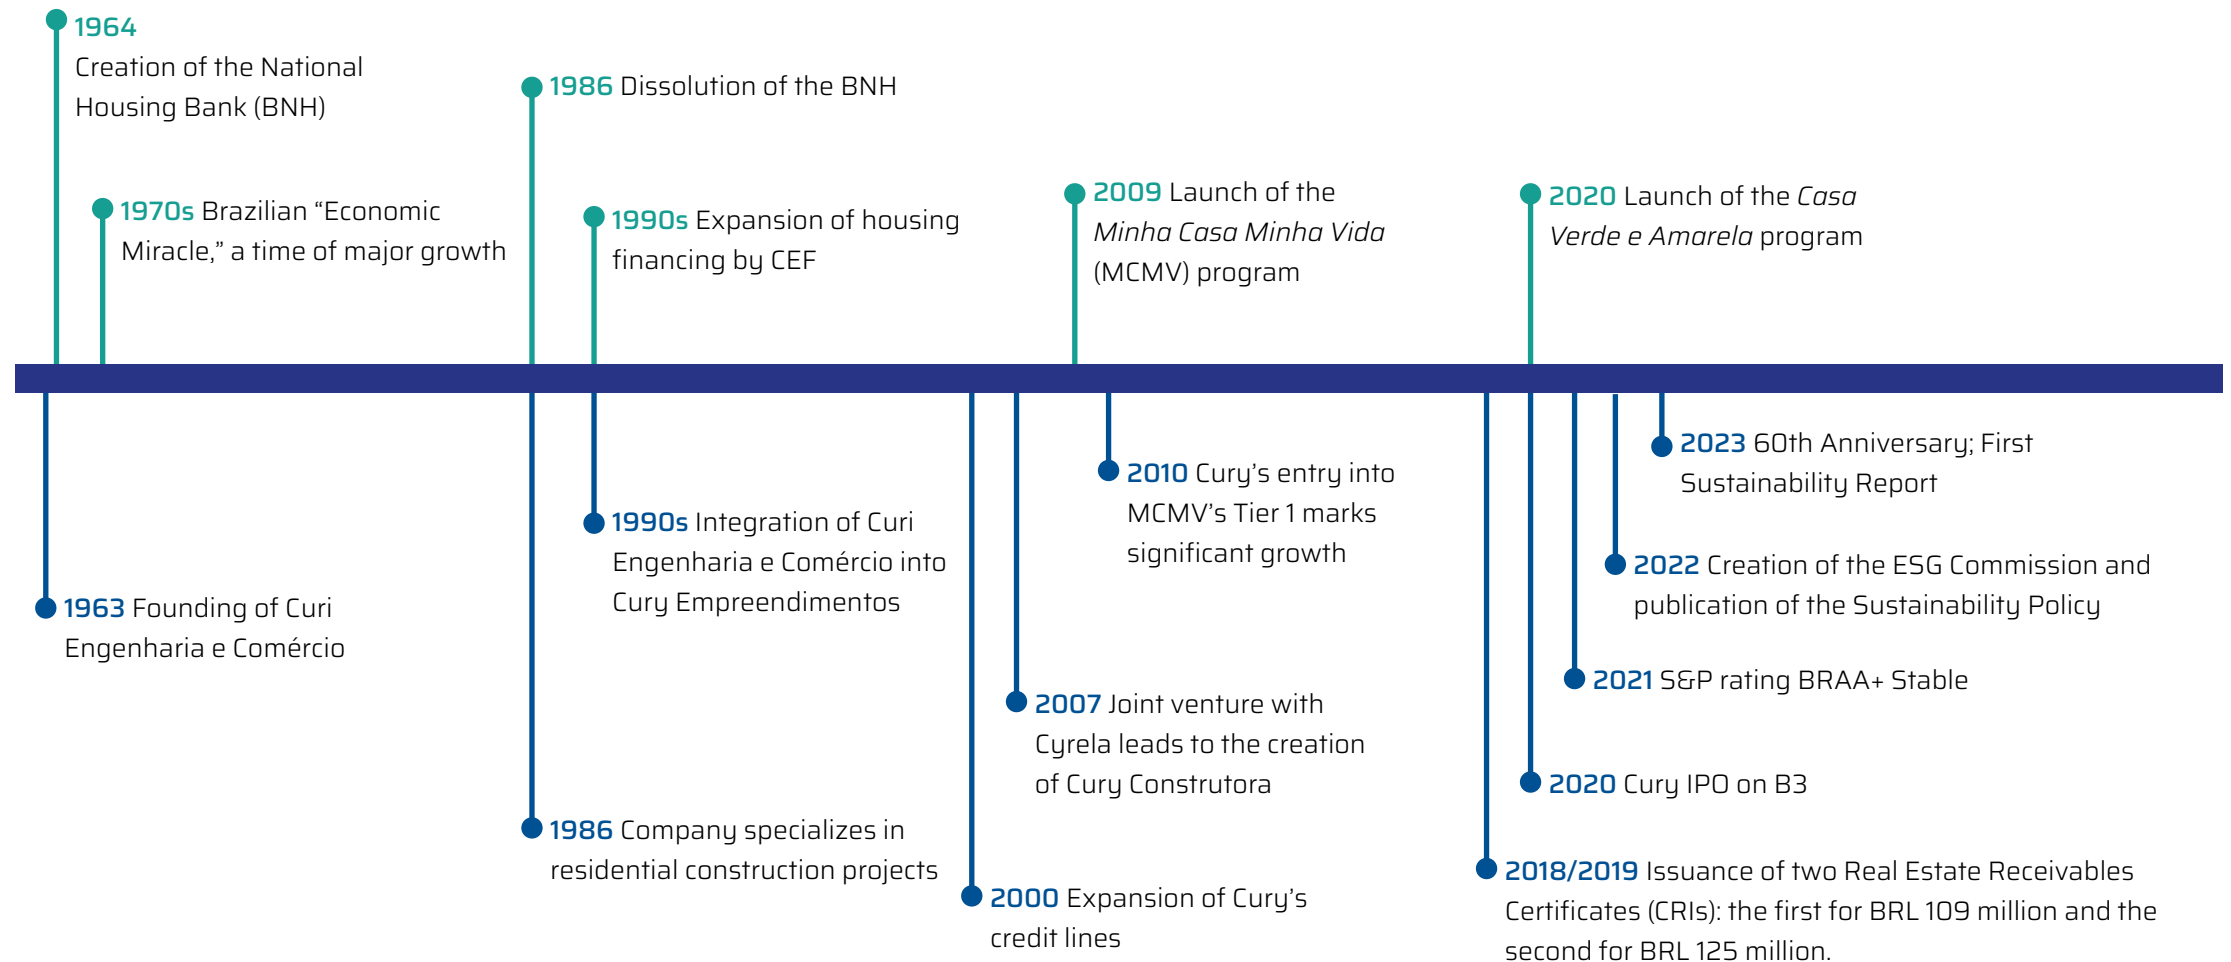 1964
Creation of the National
Housing Bank (BNH)
1970s Brazilian “Economic
Miracle,” a time of major growth
1986 Dissolution of the BNH
1990s Expansion of housing
financing by CEF
2009 Launch of the
Minha Casa Minha Vida
(MCMV) program
2020 Launch of the Casa
Verde e Amarela program
1963 Founding of Curi
Engenharia e Comércio
1986 Company specializes in
residential construction projects
1990s Integration of Curi
Engenharia e Comércio into
Cury Empreendimentos
2000 Expansion of Cury’s
credit lines
2007 Joint venture with
Cyrela leads to the creation
of Cury Construtora
2010 Cury’s entry into
MCMV’s Tier 1 marks
significant growth
2018/2019 Issuance of two Real Estate Receivables
Certificates (CRIs): the first for BRL 109 million and the
second for BRL 125 million.
2020 Cury IPO on B3
2021 S&P rating BRAA+ Stable
2022 Creation of the ESG Commission and
publication of the Sustainability Policy
2023 60th Anniversary; First
Sustainability Report